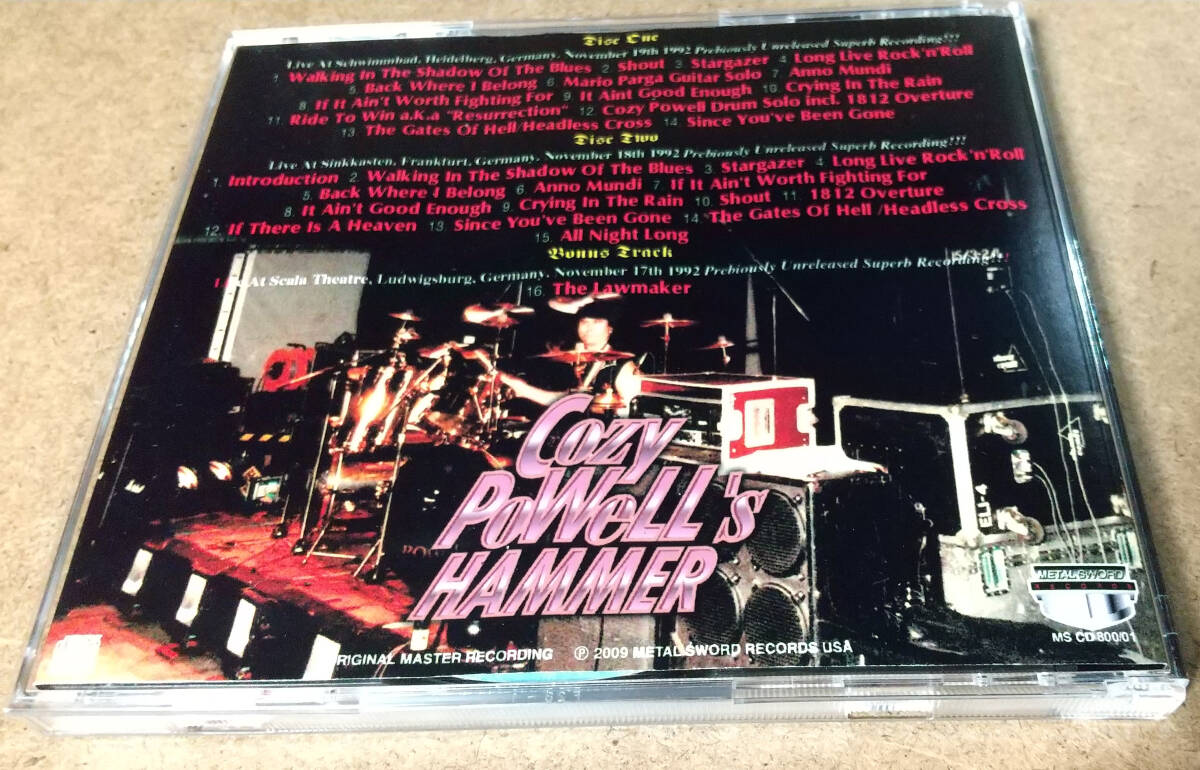 Disc One
Live At Schwimmbad, Heidelberg, Germany, November 19th 1992 Prebiously Unreleased Superb Recording!!!
1. Walking In The Shadow Of The Blues 2. Shout 3. Stargazer 4. Long Live Rock'n'Roll
5. Back Where I Belong 6. Mario Parga Guitar Solo 7. Anno Mundi
8. If It Ain't Worth Fighting For 9. It Aint Good Enough 10. Crying In The Rain
11. Ride To Win a.K.a "Resurrection" 12. Cozy Powell Drum Solo incl. 1812 Overture
13. The Gates Of Hell/Headless Cross 14. Since You've Been Gone
Disc Two
Live At Sinkkasten, Frankfurt, Germany, November 18th 1992 Prebiously Unreleased Superb Recording!!!
1. Introduction 2. Walking In The Shadow Of The Blues 3. Stargazer 4. Long Live Rock'n'Roll
5. Back Where I Belong 6. Anno Mundi 7. If It Ain't Worth Fighting For
8. It Ain't Good Enough 9. Crying In The Rain 10. Shout 11. 1812 Overture
12. If There Is A Heaven 13. Since You've Been Gone 14. The Gates Of Hell /Headless Cross
15. All Night Long
Bonus Track
Live At Scala Theatre, Ludwigsburg, Germany, November 17th 1992 Prebiously Unreleased Superb Recording!!!
16. The Lawmaker
Cozy
PoWeLL's
HAMMER
ELL-4
METAL SWORD
RECORDS
MS CD-800/01
RIGINAL MASTER RECORDING ℗ 2009 METAL SWORD RECORDS USA